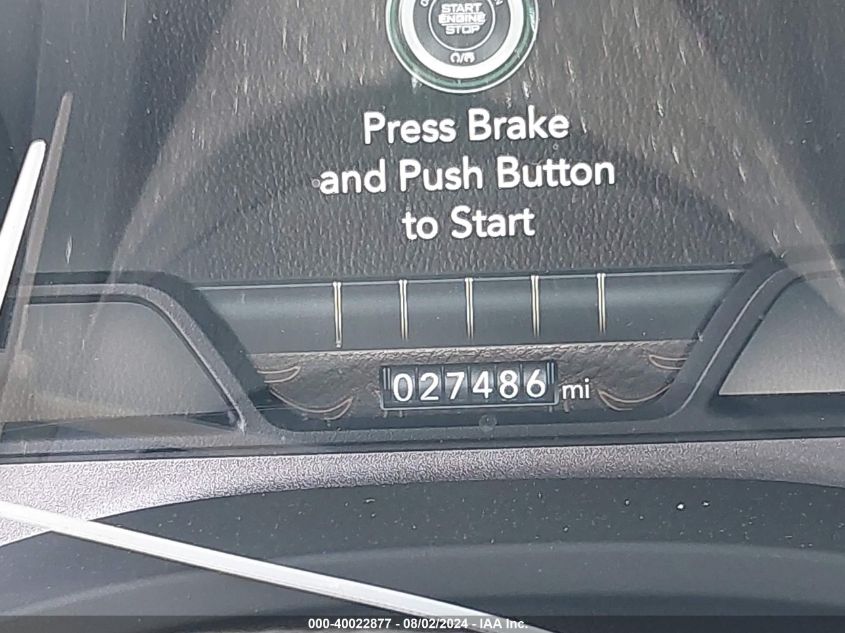 START
ENGINE
STOP
Press Brake
and Push Button
to Start
027486 mi
000-40022877 - 08/02/2024 - IAA Inc.